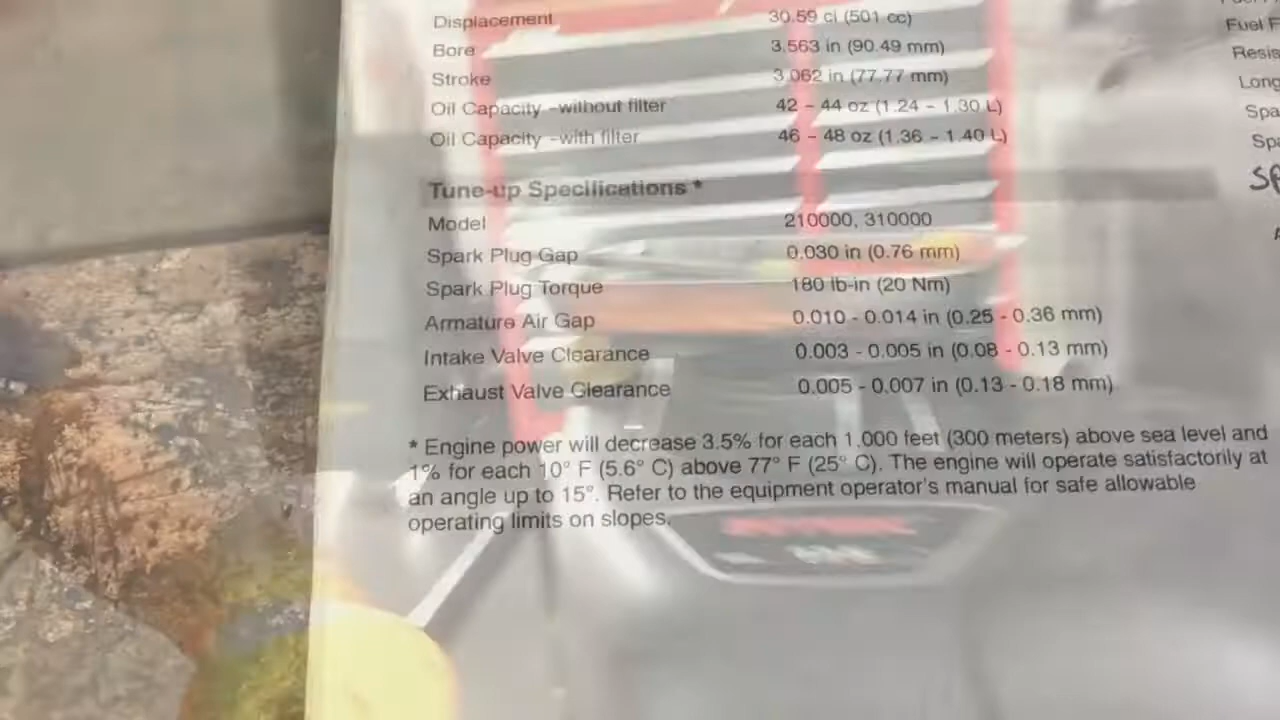 Displacement 30.59 ci (501 cc)
Bore 3.563 in (90.49 mm)
Stroke 3.062 in (77.77 mm)
Oil Capacity -without filter 42 - 44 oz (1.24 - 1.30 L)
Oil Capacity -with filter 46 - 48 oz (1.36 - 1.40 L)
Tune-up Specifications *
Model 210000, 310000
Spark Plug Gap 0.030 in (0.76 mm)
Spark Plug Torque 180 lb-in (20 Nm)
Armature Air Gap 0.010 - 0.014 in (0.25 - 0.36 mm)
Intake Valve Clearance 0.003 - 0.005 in (0.08 - 0.13 mm)
Exhaust Valve Clearance 0.005 - 0.007 in (0.13 - 0.18 mm)
* Engine power will decrease 3.5% for each 1,000 feet (300 meters) above sea level and
1% for each 10° F (5.6° C) above 77° F (25° C). The engine will operate satisfactorily at
an angle up to 15°. Refer to the equipment operator's manual for safe allowable
operating limits on slopes.
Fuel F
Resis
Long
Spa
Spa